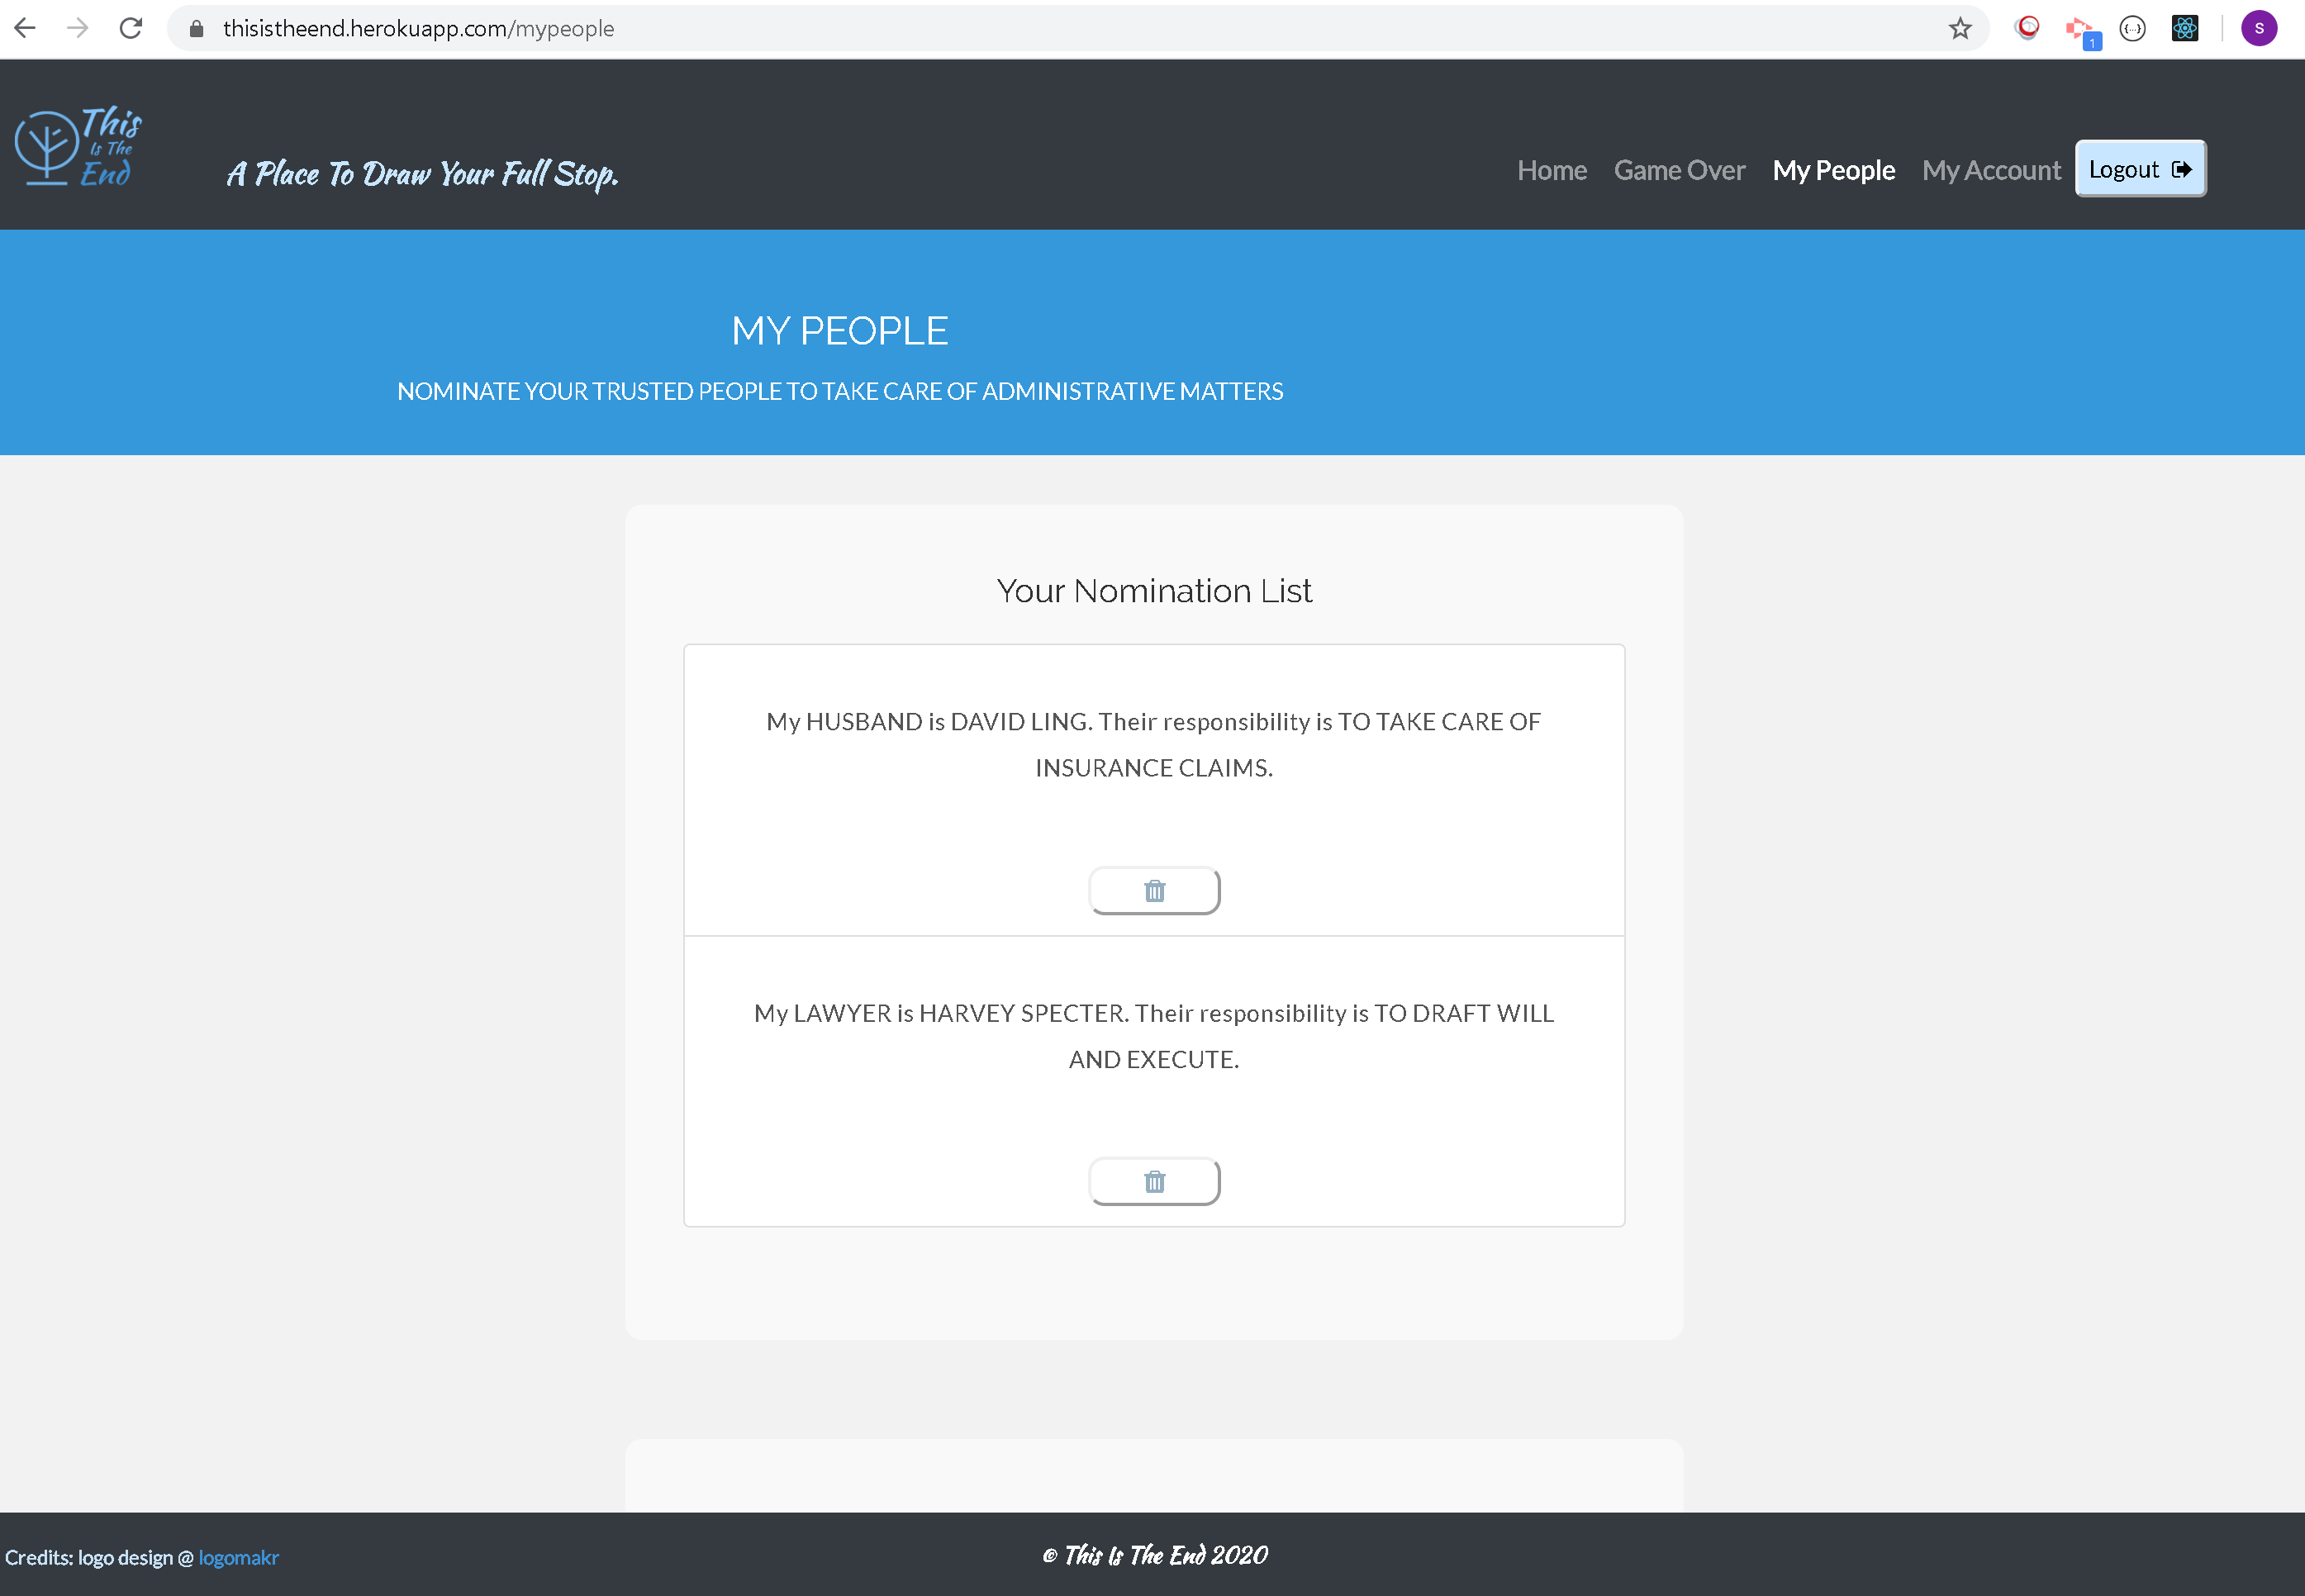 thisistheend.herokuapp.com/mypeople
1
{...}
S
This
Is The
End
A Place To Draw Your Full Stop.
Home Game Over My People My Account Logout
MY PEOPLE
NOMINATE YOUR TRUSTED PEOPLE TO TAKE CARE OF ADMINISTRATIVE MATTERS
Your Nomination List
My HUSBAND is DAVID LING. Their responsibility is TO TAKE CARE OF
INSURANCE CLAIMS.
My LAWYER is HARVEY SPECTER. Their responsibility is TO DRAFT WILL
AND EXECUTE.
Credits: logo design @ logomakr
© This Is The End 2020